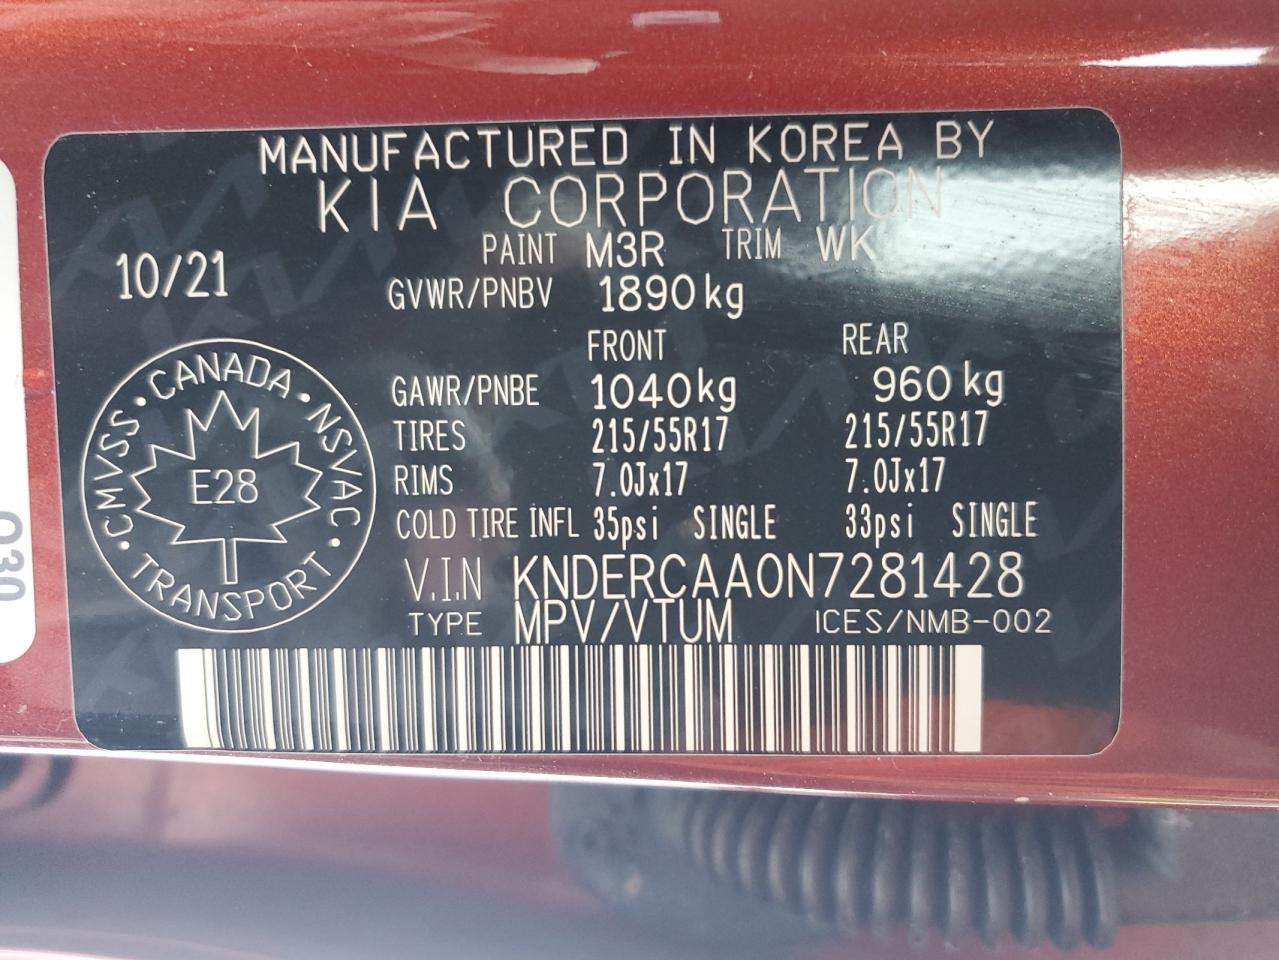 MANUFACTURED IN KOREA BY
KIA CORPORATION
PAINT M3R TRIM WK
10/21
GVWR/PNBV 1890kg
FRONT REAR
GAWR/PNBE 1040kg 960kg
TIRES 215/55R17 215/55R17
RIMS 7.0Jx17 7.0Jx17
COLD TIRE INFL 35psi SINGLE 33psi SINGLE
V.I.N KNDERCAA0N7281428
TYPE MPV/VTUM ICES/NMB-002
CMVSS • CANADA • NSVAC • TRANSPORT •
E28